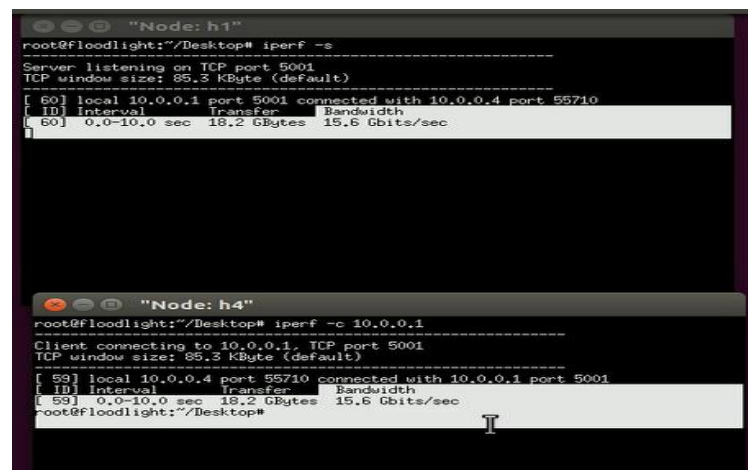 "Node: h1"
root@floodlight:~/Desktop# iperf -s
------------------------------------------------------------
Server listening on TCP port 5001
TCP window size: 85.3 KByte (default)
------------------------------------------------------------
[ 60] local 10.0.0.1 port 5001 connected with 10.0.0.4 port 55710
[ ID] Interval       Transfer     Bandwidth
[ 60]  0.0-10.0 sec  18.2 GBytes  15.6 Gbits/sec
"Node: h4"
root@floodlight:~/Desktop# iperf -c 10.0.0.1
------------------------------------------------------------
Client connecting to 10.0.0.1, TCP port 5001
TCP window size: 85.3 KByte (default)
------------------------------------------------------------
[ 59] local 10.0.0.4 port 55710 connected with 10.0.0.1 port 5001
[ ID] Interval       Transfer     Bandwidth
[ 59]  0.0-10.0 sec  18.2 GBytes  15.6 Gbits/sec
root@floodlight:~/Desktop#